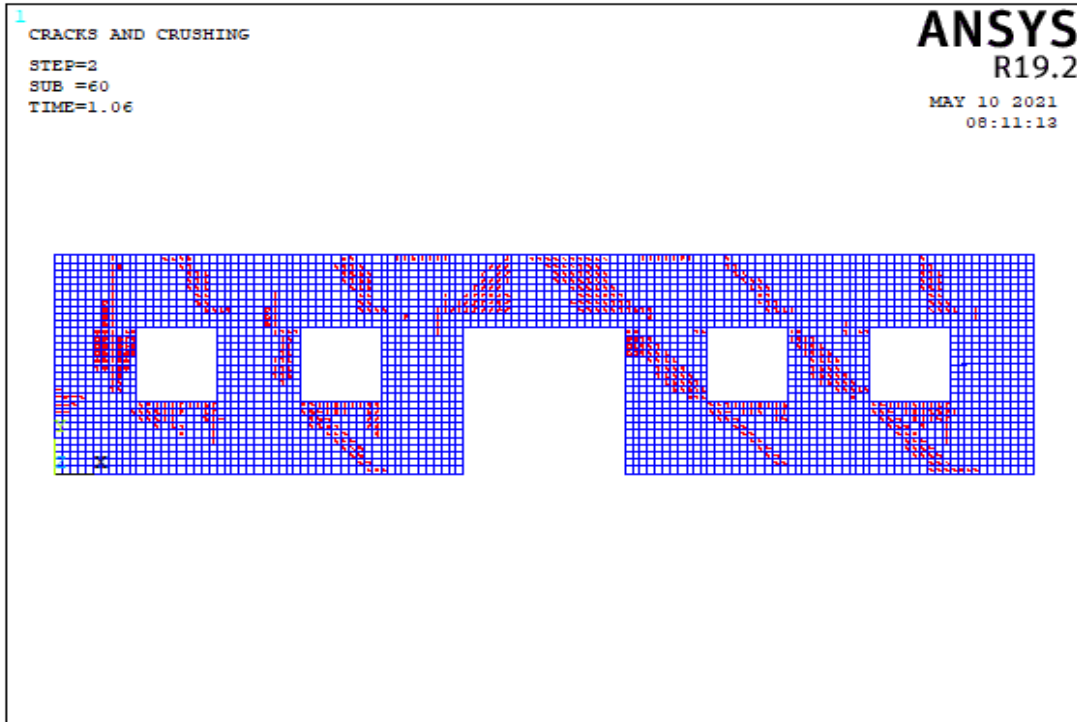 1
CRACKS AND CRUSHING
STEP=2
SUB =60
TIME=1.06
ANSYS
R19.2
MAY 10 2021
08:11:13
Y
Z X